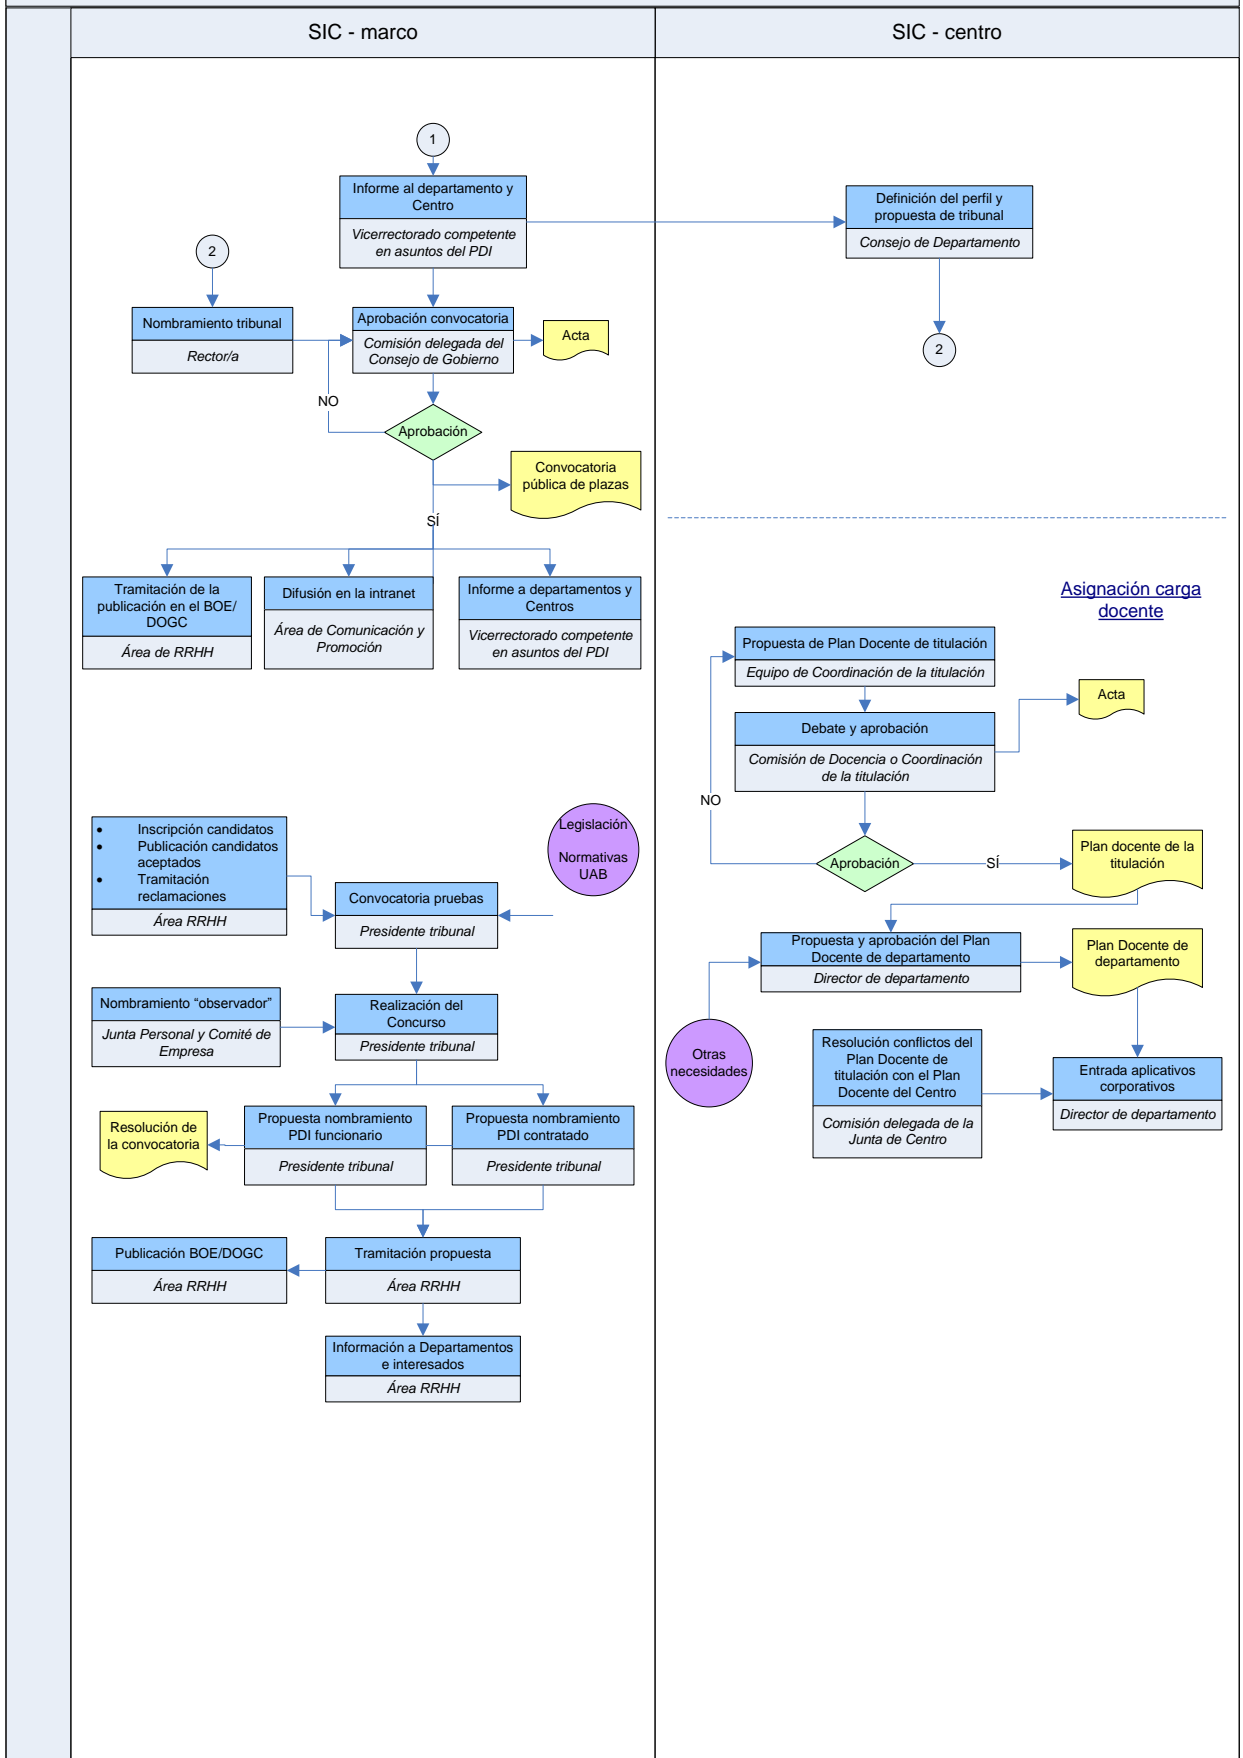 SIC - marco
SIC - centro
1
Informe al departamento y
Centro
Vicerrectorado competente
en asuntos del PDI
Definición del perfil y
propuesta de tribunal
Consejo de Departamento
2
Nombramiento tribunal
Rector/a
Aprobación convocatoria
Comisión delegada del
Consejo de Gobierno
Acta
2
NO
Aprobación
Convocatoria
pública de plazas
SÍ
Tramitación de la
publicación en el BOE/
DOGC
Área de RRHH
Difusión en la intranet
Área de Comunicación y
Promoción
Informe a departamentos y
Centros
Vicerrectorado competente
en asuntos del PDI
Asignación carga
docente
Propuesta de Plan Docente de titulación
Equipo de Coordinación de la titulación
Debate y aprobación
Comisión de Docencia o Coordinación
de la titulación
Acta
NO
Aprobación
SÍ
Plan docente de la
titulación
Propuesta y aprobación del Plan
Docente de departamento
Director de departamento
Plan Docente de
departamento
Otras
necesidades
Resolución conflictos del
Plan Docente de
titulación con el Plan
Docente del Centro
Comisión delegada de la
Junta de Centro
Entrada aplicativos
corporativos
Director de departamento
• Inscripción candidatos
• Publicación candidatos
aceptados
• Tramitación
reclamaciones
Área RRHH
Legislación
Normativas
UAB
Convocatoria pruebas
Presidente tribunal
Nombramiento “observador”
Junta Personal y Comité de
Empresa
Realización del
Concurso
Presidente tribunal
Resolución de
la convocatoria
Propuesta nombramiento
PDI funcionario
Presidente tribunal
Propuesta nombramiento
PDI contratado
Presidente tribunal
Publicación BOE/DOGC
Área RRHH
Tramitación propuesta
Área RRHH
Información a Departamentos
e interesados
Área RRHH